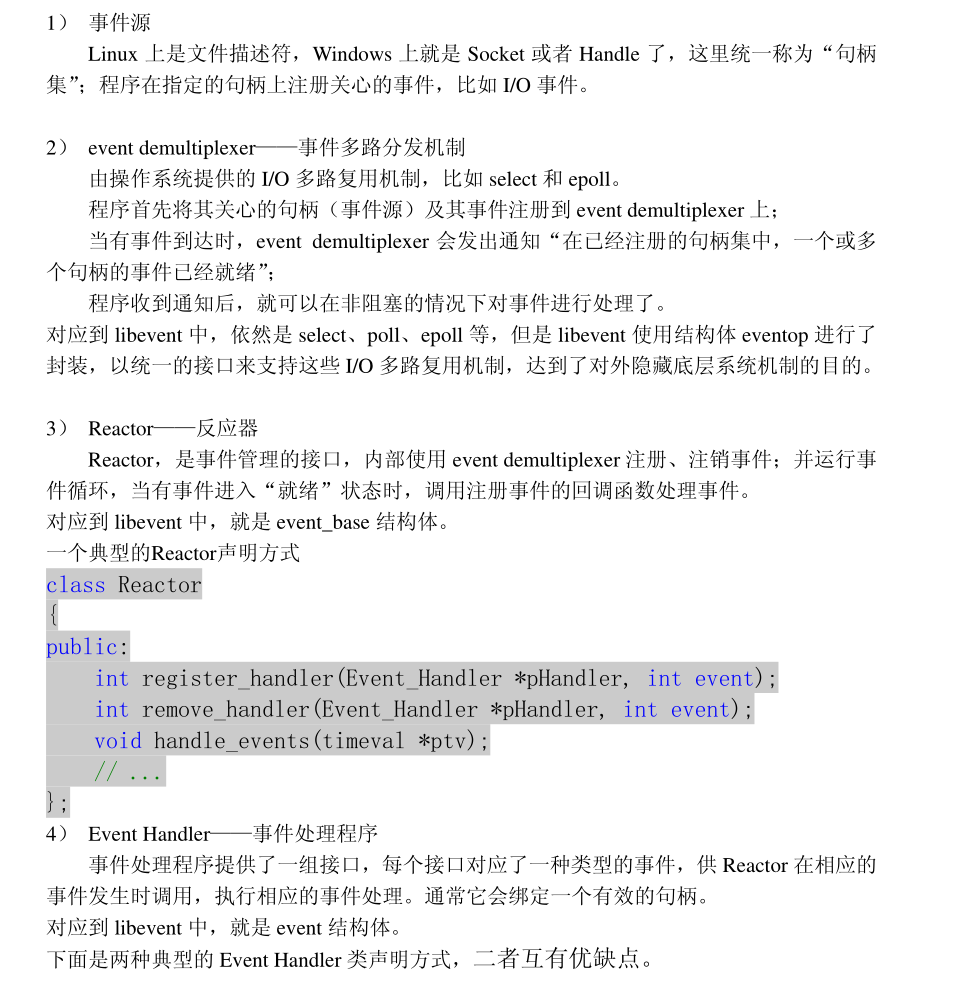 1） 事件源
Linux 上是文件描述符，Windows 上就是 Socket 或者 Handle 了，这里统一称为“句柄
集”；程序在指定的句柄上注册关心的事件，比如 I/O 事件。
2） event demultiplexer——事件多路分发机制
由操作系统提供的 I/O 多路复用机制，比如 select 和 epoll。
程序首先将其关心的句柄（事件源）及其事件注册到 event demultiplexer 上；
当有事件到达时，event demultiplexer 会发出通知“在已经注册的句柄集中，一个或多
个句柄的事件已经就绪”；
程序收到通知后，就可以在非阻塞的情况下对事件进行处理了。
对应到 libevent 中，依然是 select、poll、epoll 等，但是 libevent 使用结构体 eventop 进行了
封装，以统一的接口来支持这些 I/O 多路复用机制，达到了对外隐藏底层系统机制的目的。
3） Reactor——反应器
Reactor，是事件管理的接口，内部使用 event demultiplexer 注册、注销事件；并运行事
件循环，当有事件进入“就绪”状态时，调用注册事件的回调函数处理事件。
对应到 libevent 中，就是 event_base 结构体。
一个典型的Reactor声明方式
class Reactor
{
public:
    int register_handler(Event_Handler *pHandler, int event);
    int remove_handler(Event_Handler *pHandler, int event);
    void handle_events(timeval *ptv);
    // ...
};
4） Event Handler——事件处理程序
事件处理程序提供了一组接口，每个接口对应了一种类型的事件，供 Reactor 在相应的
事件发生时调用，执行相应的事件处理。通常它会绑定一个有效的句柄。
对应到 libevent 中，就是 event 结构体。
下面是两种典型的 Event Handler 类声明方式，二者互有优缺点。